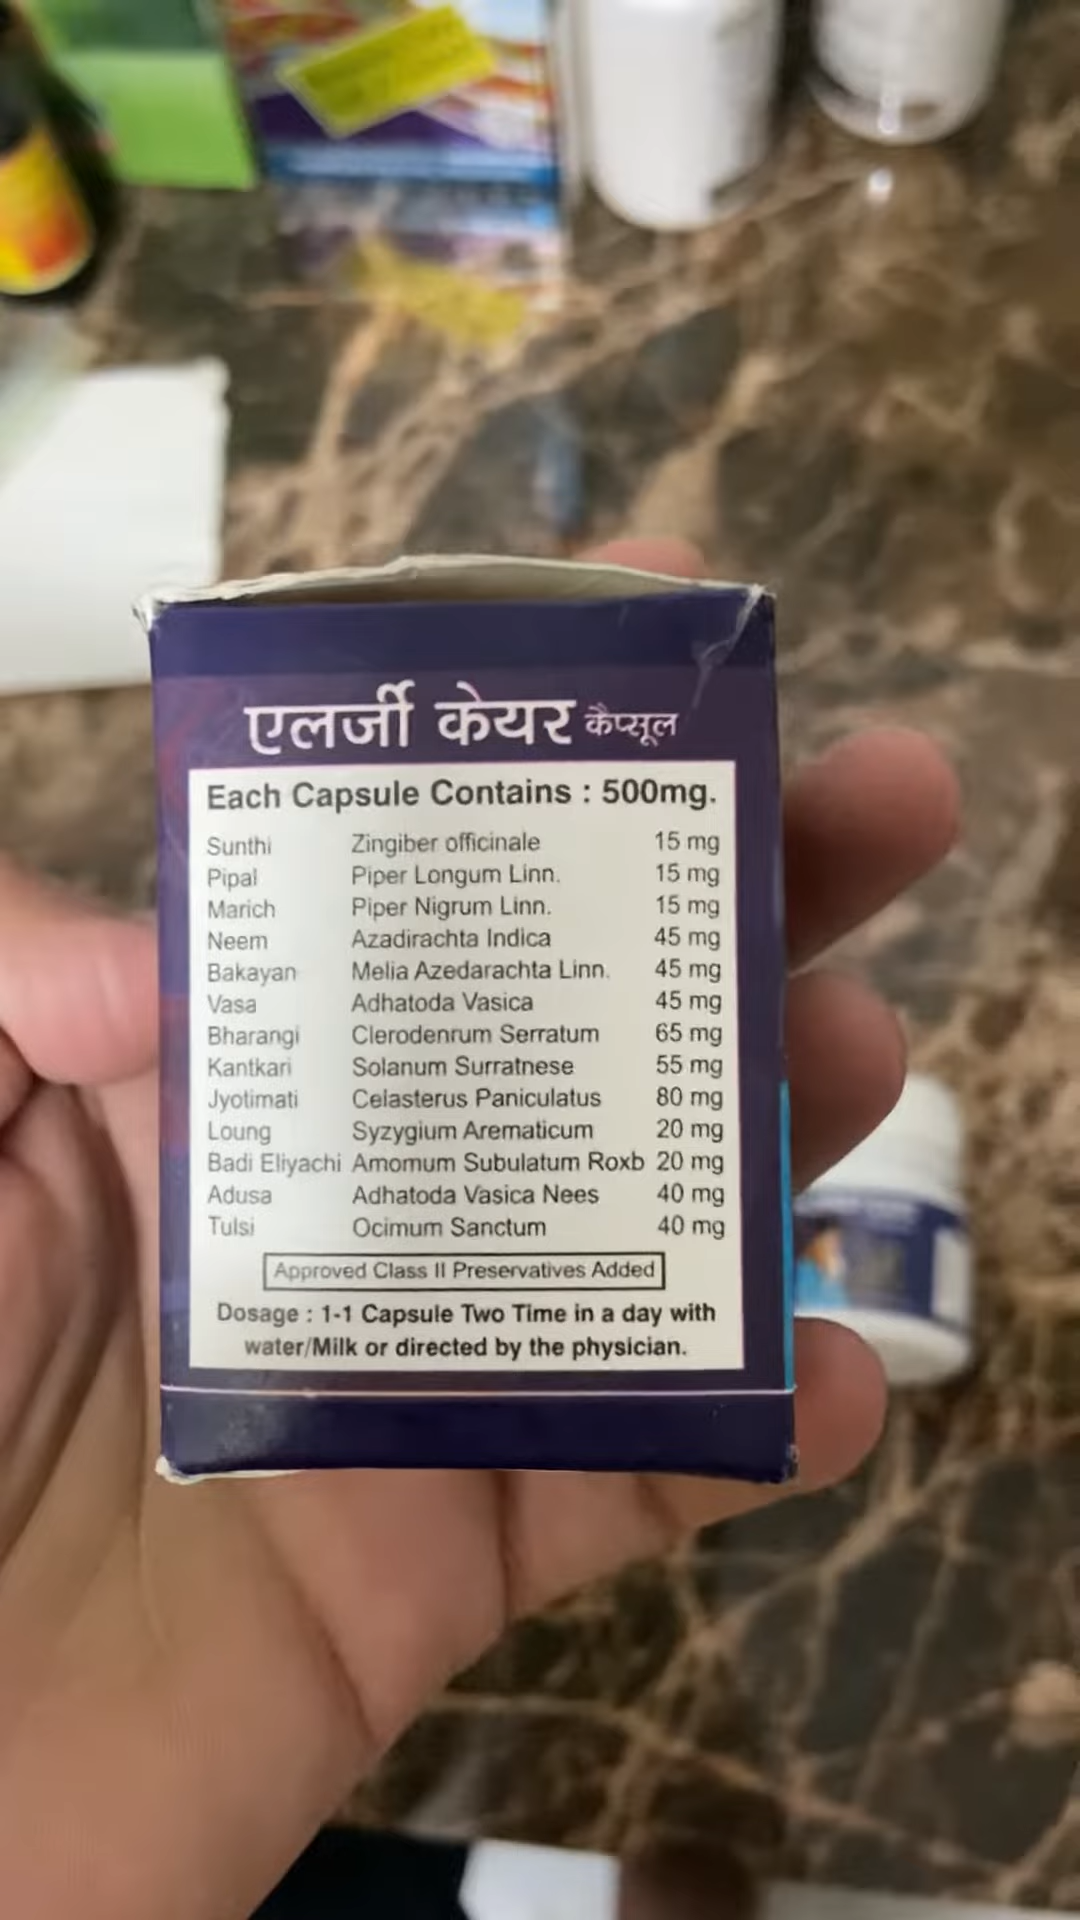 एलर्जी केयर कैप्सूल
Each Capsule Contains : 500mg.
Sunthi Zingiber officinale 15 mg
Pipal Piper Longum Linn. 15 mg
Marich Piper Nigrum Linn. 15 mg
Neem Azadirachta Indica 45 mg
Bakayan Melia Azedarachta Linn. 45 mg
Vasa Adhatoda Vasica 45 mg
Bharangi Clerodenrum Serratum 65 mg
Kantkari Solanum Surratnese 55 mg
Jyotimati Celasterus Paniculatus 80 mg
Loung Syzygium Arematicum 20 mg
Badi Eliyachi Amomum Subulatum Roxb 20 mg
Adusa Adhatoda Vasica Nees 40 mg
Tulsi Ocimum Sanctum 40 mg
Approved Class II Preservatives Added
Dosage : 1-1 Capsule Two Time in a day with
water/Milk or directed by the physician.